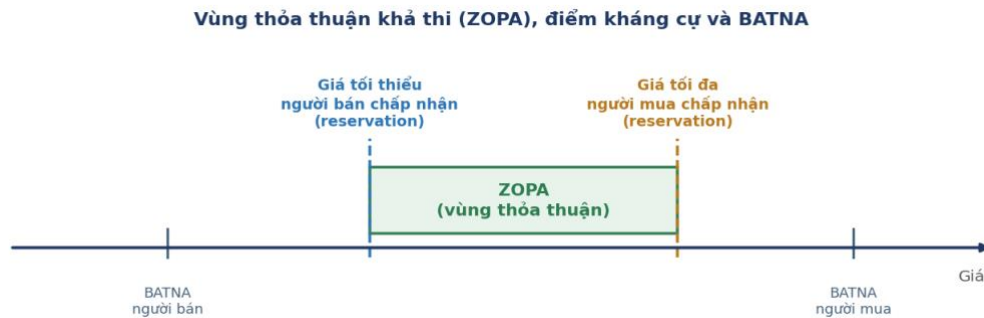 Vùng thỏa thuận khả thi (ZOPA), điểm kháng cự và BATNA
Giá tối thiểu
người bán chấp nhận
(reservation)
Giá tối đa
người mua chấp nhận
(reservation)
ZOPA
(vùng thỏa thuận)
Giá
BATNA
người bán
BATNA
người mua